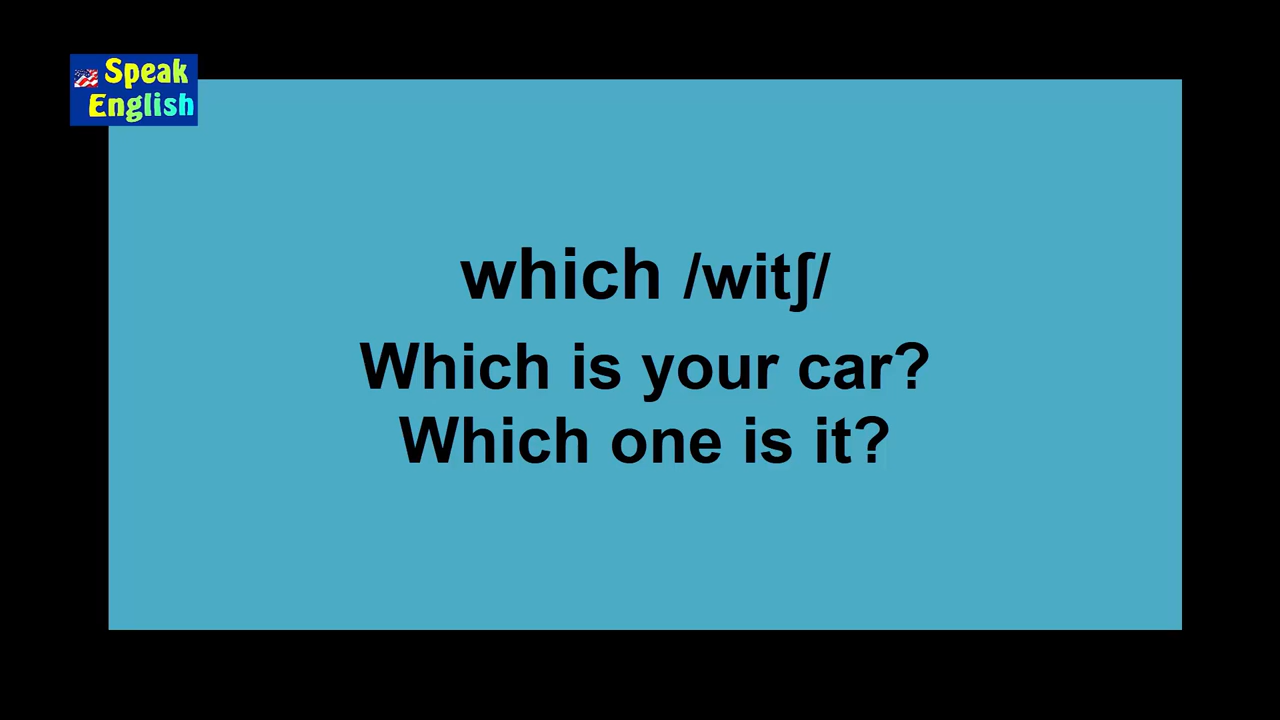 Speak
English
which /witʃ/
Which is your car?
Which one is it?